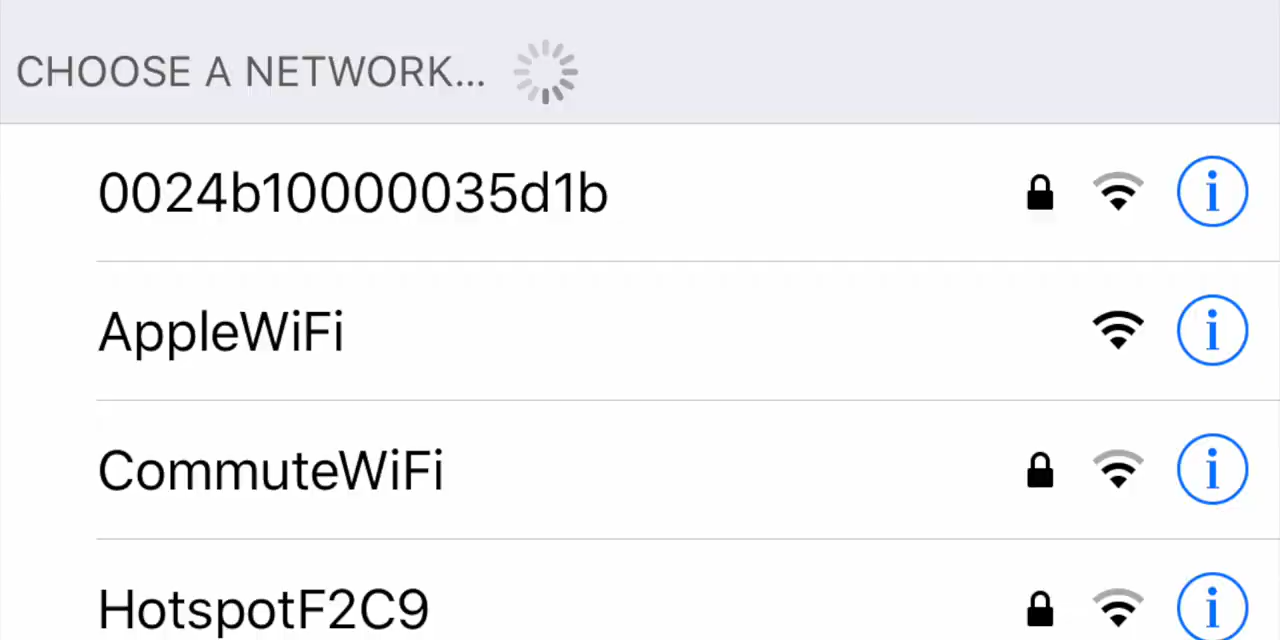 CHOOSE A NETWORK...
0024b10000035d1b
AppleWiFi
CommuteWiFi
HotspotF2C9